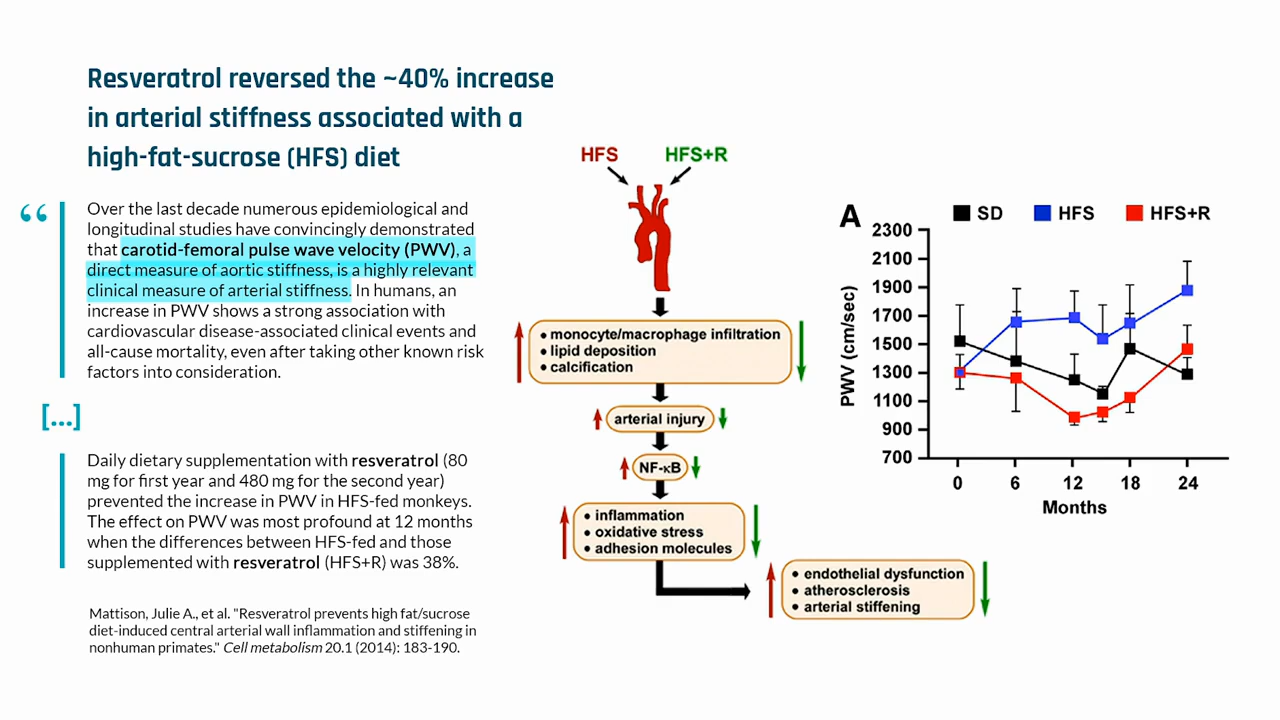 Resveratrol reversed the ~40% increase
in arterial stiffness associated with a
high-fat-sucrose (HFS) diet
“
Over the last decade numerous epidemiological and
longitudinal studies have convincingly demonstrated
that carotid-femoral pulse wave velocity (PWV), a
direct measure of aortic stiffness, is a highly relevant
clinical measure of arterial stiffness. In humans, an
increase in PWV shows a strong association with
cardiovascular disease-associated clinical events and
all-cause mortality, even after taking other known risk
factors into consideration.
[...]
Daily dietary supplementation with resveratrol (80
mg for first year and 480 mg for the second year)
prevented the increase in PWV in HFS-fed monkeys.
The effect on PWV was most profound at 12 months
when the differences between HFS-fed and those
supplemented with resveratrol (HFS+R) was 38%.
Mattison, Julie A., et al. "Resveratrol prevents high fat/sucrose
diet-induced central arterial wall inflammation and stiffening in
nonhuman primates." Cell metabolism 20.1 (2014): 183-190.
HFS HFS+R
• monocyte/macrophage infiltration
• lipid deposition
• calcification
arterial injury
NF-κB
• inflammation
• oxidative stress
• adhesion molecules
• endothelial dysfunction
• atherosclerosis
• arterial stiffening
A
SD HFS HFS+R
PWV (cm/sec)
2300
2100
1900
1700
1500
1300
1100
900
700
0 6 12 18 24
Months